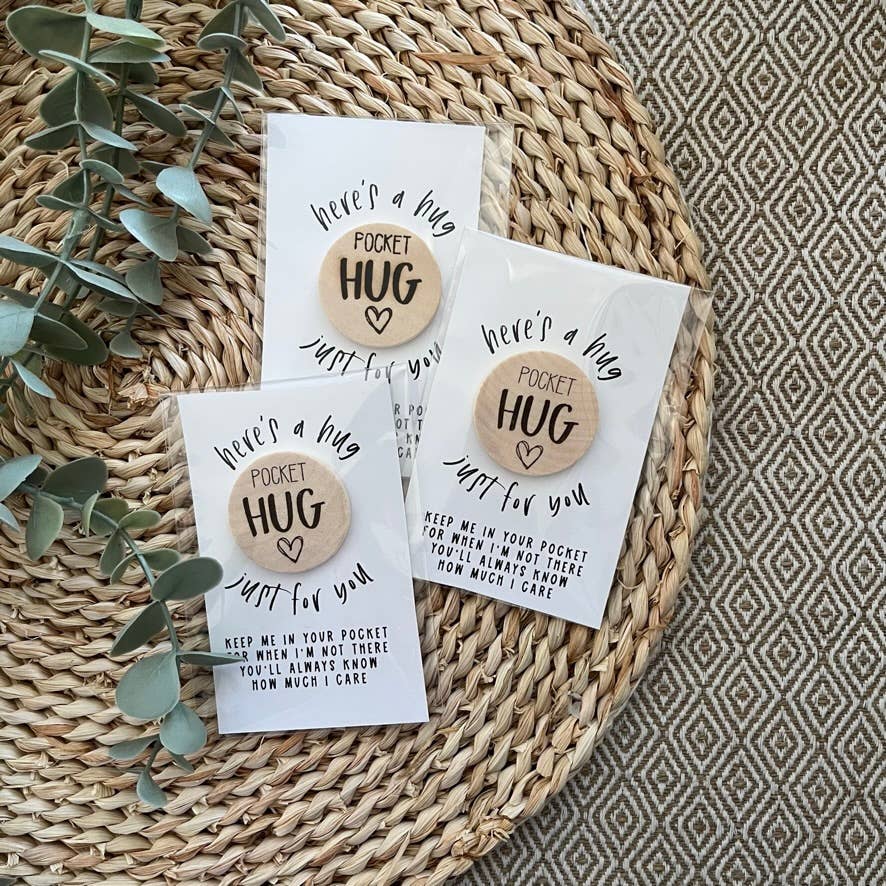 here's a hug
POCKET
HUG
just for you
here's a hug
POCKET
HUG
just for you
KEEP ME IN YOUR POCKET
FOR WHEN I'M NOT THERE
YOU'LL ALWAYS KNOW
HOW MUCH I CARE
here's a hug
POCKET
HUG
just for you
KEEP ME IN YOUR POCKET
FOR WHEN I'M NOT THERE
YOU'LL ALWAYS KNOW
HOW MUCH I CARE